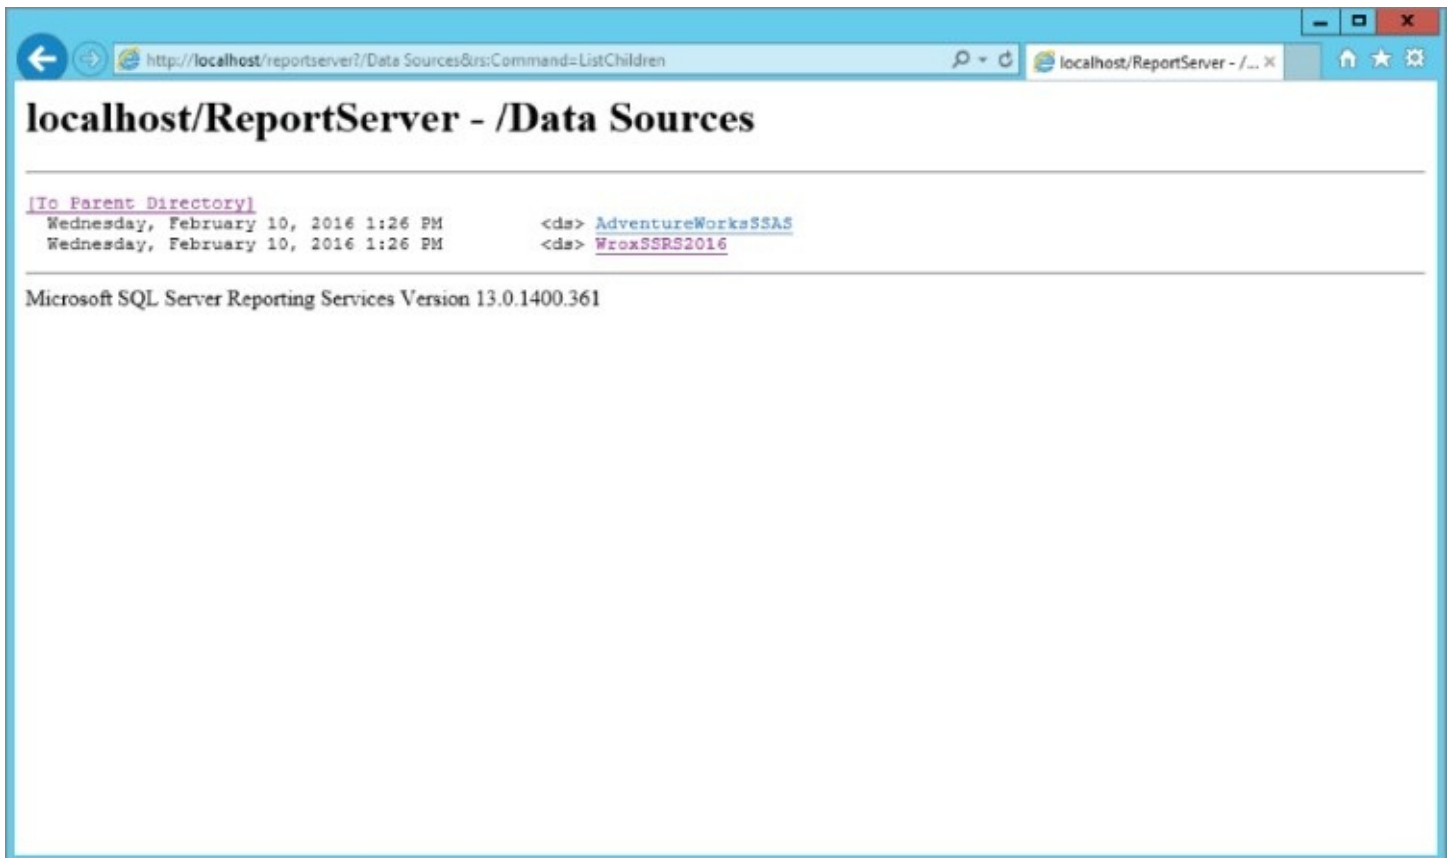 http://localhost/reportserver?/Data Sources&rs:Command=ListChildren
localhost/ReportServer - /...
localhost/ReportServer - /Data Sources
[To Parent Directory]
Wednesday, February 10, 2016 1:26 PM <ds> AdventureWorksSSAS
Wednesday, February 10, 2016 1:26 PM <ds> WroxSSRS2016
Microsoft SQL Server Reporting Services Version 13.0.1400.361